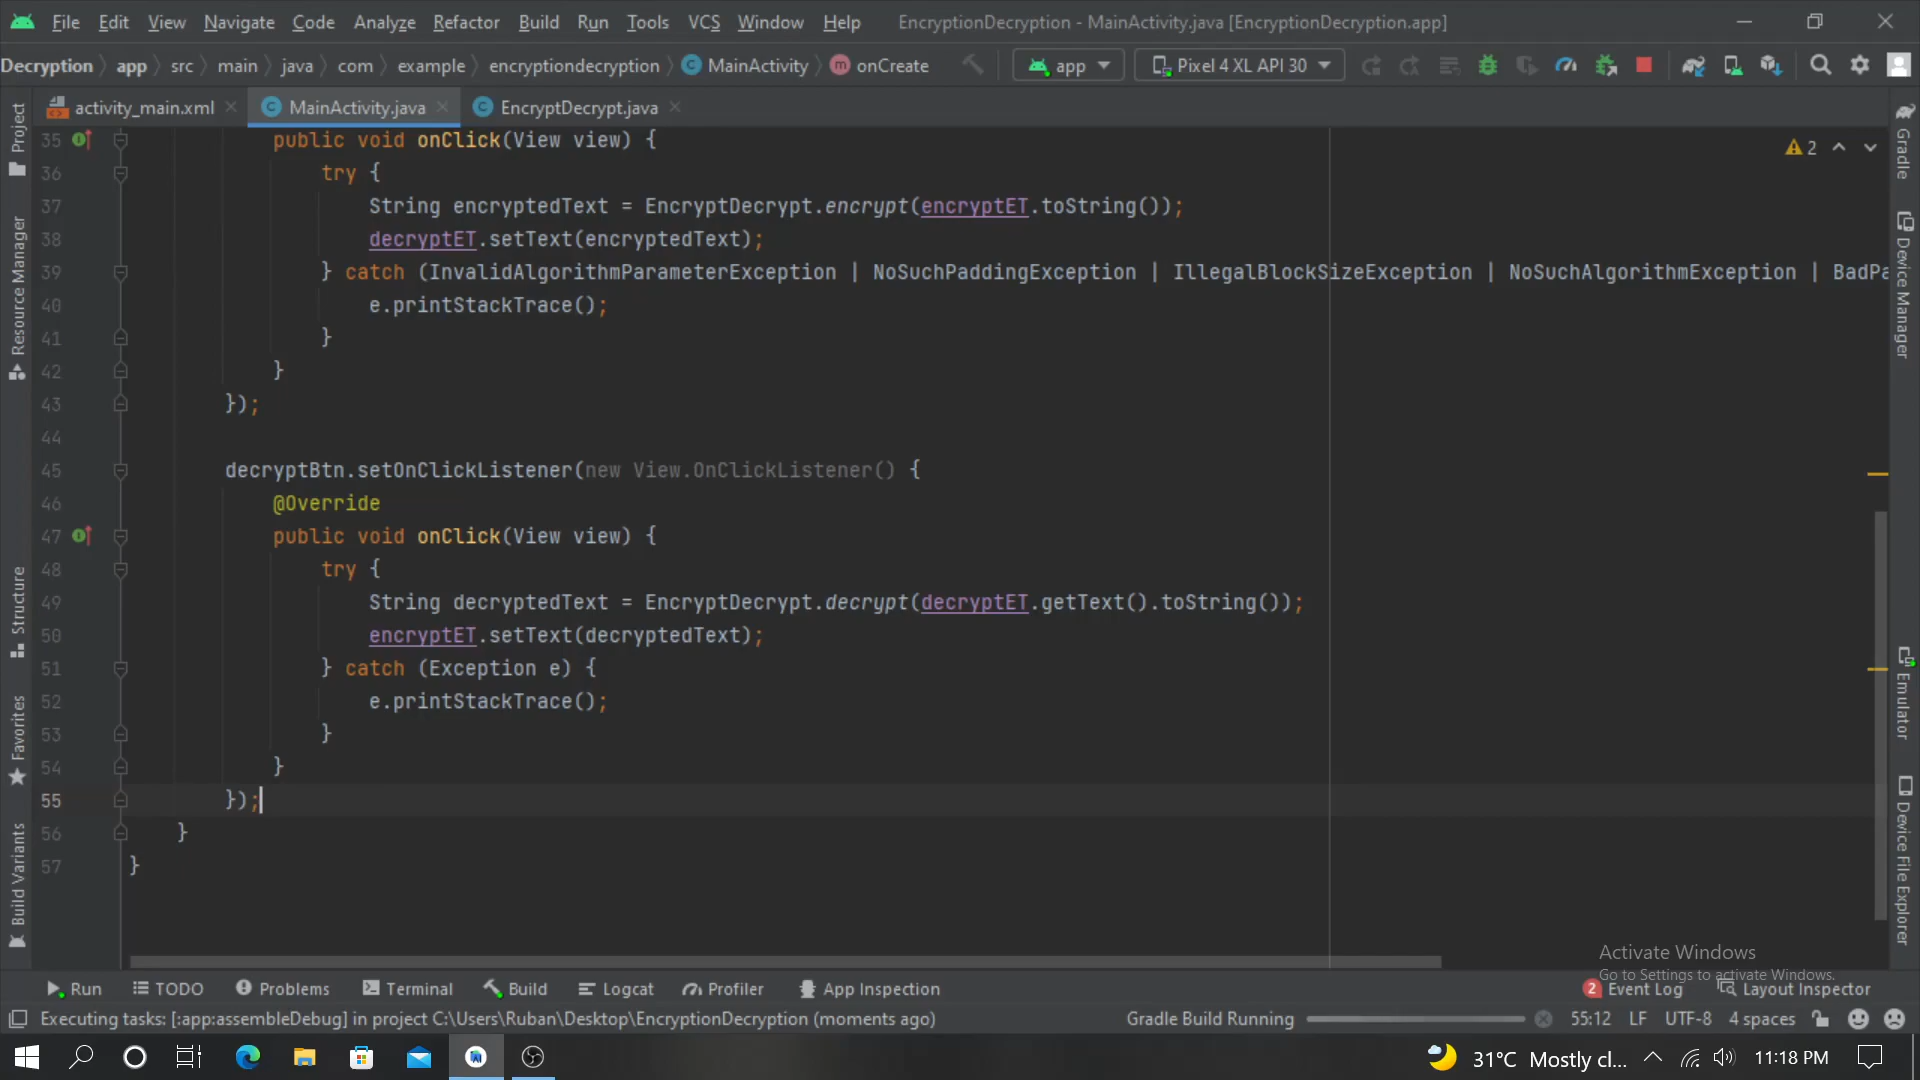 File Edit View Navigate Code Analyze Refactor Build Run Tools VCS Window Help EncryptionDecryption - MainActivity.java [EncryptionDecryption.app]
Decryption app src main java com example encryptiondecryption MainActivity onCreate app Pixel 4 XL API 30
activity_main.xml MainActivity.java EncryptDecrypt.java
Project
Resource Manager
Structure
Favorites
Build Variants
35 public void onClick(View view) {
36 try {
37 String encryptedText = EncryptDecrypt.encrypt(encryptET.toString());
38 decryptET.setText(encryptedText);
39 } catch (InvalidAlgorithmParameterException | NoSuchPaddingException | IllegalBlockSizeException | NoSuchAlgorithmException | BadPa
40 e.printStackTrace();
41 }
42 }
43 });
44
45 decryptBtn.setOnClickListener(new View.OnClickListener() {
46 @Override
47 public void onClick(View view) {
48 try {
49 String decryptedText = EncryptDecrypt.decrypt(decryptET.getText().toString());
50 encryptET.setText(decryptedText);
51 } catch (Exception e) {
52 e.printStackTrace();
53 }
54 }
55 });
56 }
57 }
2
Gradle
Device Manager
Emulator
Device File Explorer
Activate Windows
Go to Settings to activate Windows.
Run TODO Problems Terminal Build Logcat Profiler App Inspection 2 Event Log Layout Inspector
Executing tasks: [:app:assembleDebug] in project C:\Users\Ruban\Desktop\EncryptionDecryption (moments ago) Gradle Build Running 55:12 LF UTF-8 4 spaces
31°C Mostly cl... 11:18 PM